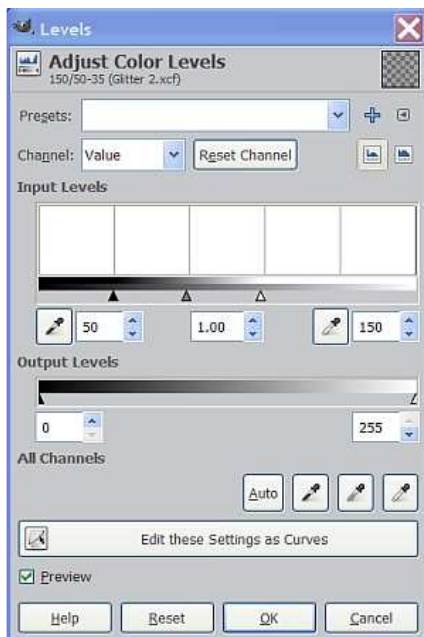 Levels
Adjust Color Levels
150/50-35 (Glitter 2.xcf)
Presets:
Channel: Value Reset Channel
Input Levels
50 1.00 150
Output Levels
0 255
All Channels
Auto
Edit these Settings as Curves
Preview
Help Reset OK Cancel